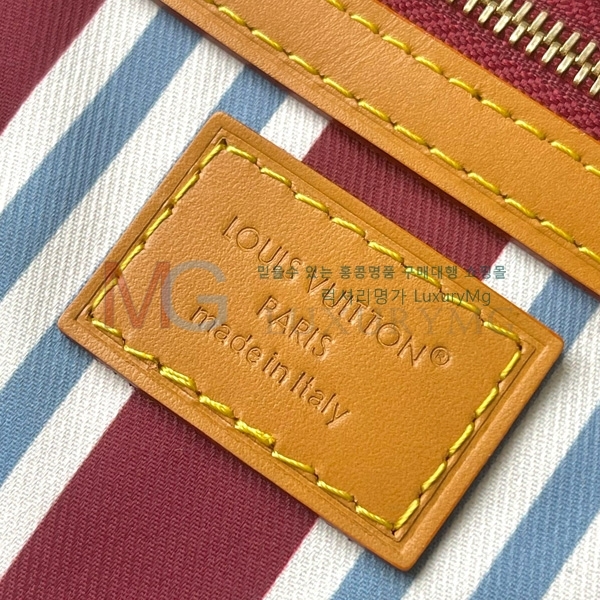 LOUIS VUITTON®
PARIS
made in Italy
믿을수 있는 홍콩명품 구매대행 쇼핑몰
럭셔리명가 LuxuryMg
MG LUXURYMG